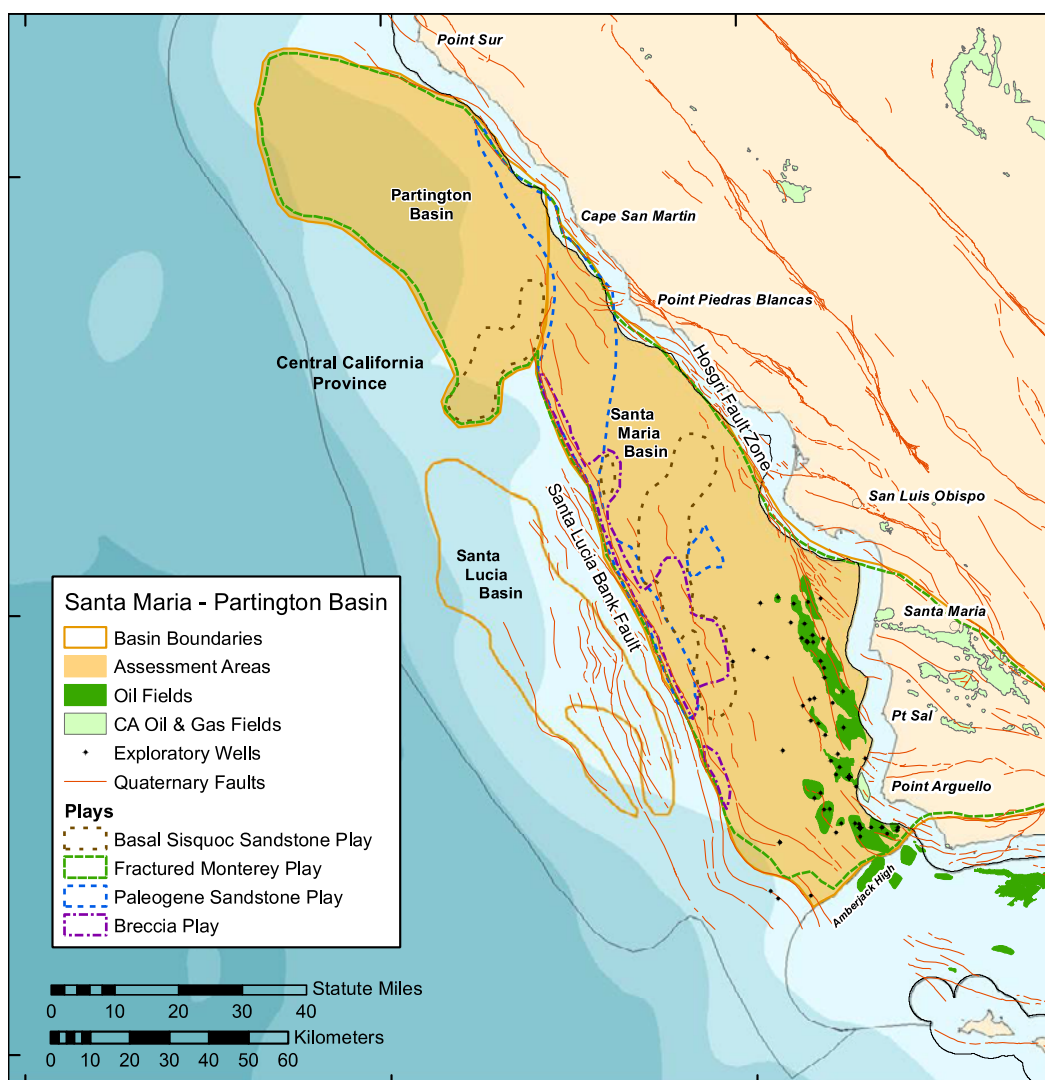 Point Sur
Partington
Basin
Cape San Martin
Point Piedras Blancas
Central California
Province
Hosgri Fault Zone
Santa
Maria
Basin
San Luis Obispo
Santa Lucia Bank Fault
Santa
Lucia
Basin
Santa Maria
Pt Sal
Point Arguello
Amberjack High
Santa Maria - Partington Basin
Basin Boundaries
Assessment Areas
Oil Fields
CA Oil & Gas Fields
Exploratory Wells
Quaternary Faults
Plays
Basal Sisquoc Sandstone Play
Fractured Monterey Play
Paleogene Sandstone Play
Breccia Play
Statute Miles
0 10 20 30 40
Kilometers
0 10 20 30 40 50 60